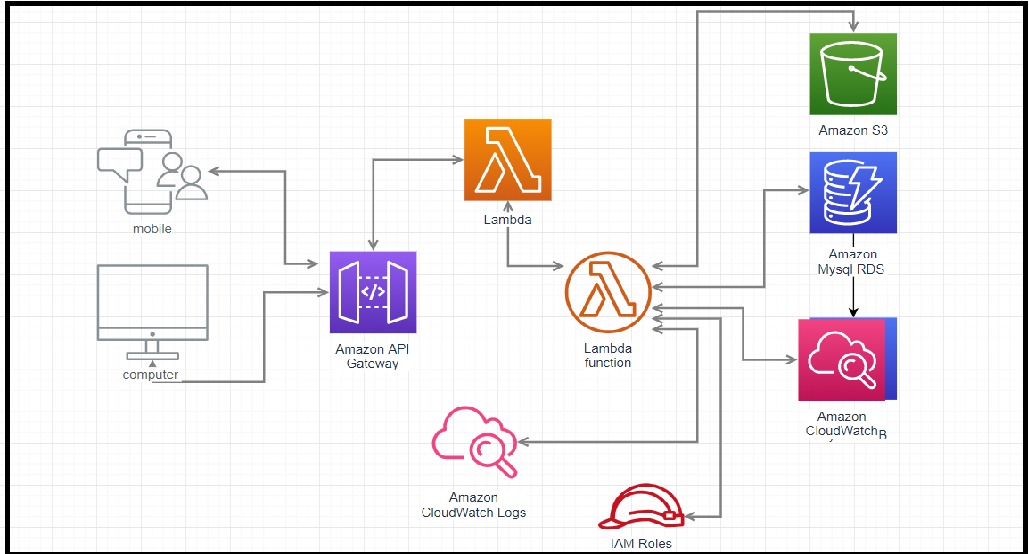 Amazon S3
Lambda
mobile
Amazon
Mysql RDS
Amazon API
Gateway
Lambda
function
computer
Amazon
CloudWatch
B
Amazon
CloudWatch Logs
IAM Roles